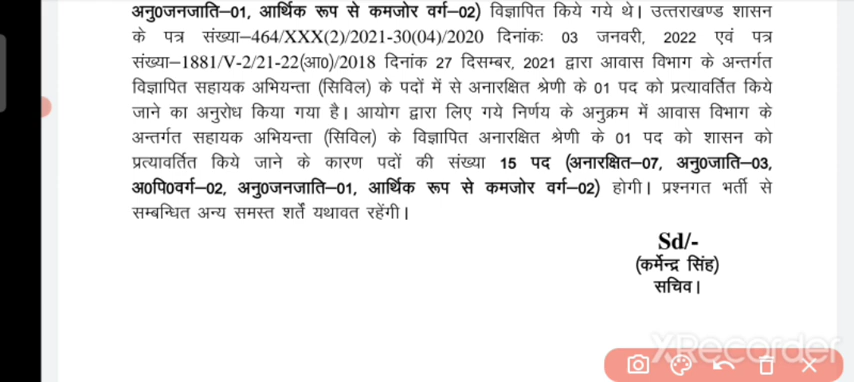 अनु0जनजाति–01, आर्थिक रूप से कमजोर वर्ग–02) विज्ञापित किये गये थे। उत्तराखण्ड शासन
के पत्र संख्या–464/XXX(2)/2021-30(04)/2020 दिनांकः 03 जनवरी, 2022 एवं पत्र
संख्या–1881/V-2/21-22(आ0)/2018 दिनांक 27 दिसम्बर, 2021 द्वारा आवास विभाग के अन्तर्गत
विज्ञापित सहायक अभियन्ता (सिविल) के पदों में से अनारक्षित श्रेणी के 01 पद को प्रत्यावर्तित किये
जाने का अनुरोध किया गया है। आयोग द्वारा लिए गये निर्णय के अनुक्रम में आवास विभाग के
अन्तर्गत सहायक अभियन्ता (सिविल) के विज्ञापित अनारक्षित श्रेणी के 01 पद को शासन को
प्रत्यावर्तित किये जाने के कारण पदों की संख्या 15 पद (अनारक्षित–07, अनु0जाति–03,
अ0पि0वर्ग–02, अनु0जनजाति–01, आर्थिक रूप से कमजोर वर्ग–02) होगी। प्रश्नगत भर्ती से
सम्बन्धित अन्य समस्त शर्तें यथावत रहेंगी।
Sd/-
(कर्मेन्द्र सिंह)
सचिव।
XRecorder